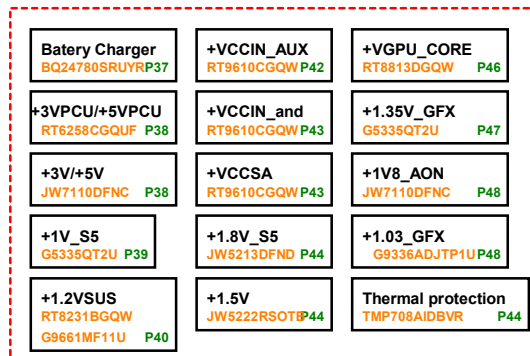 Batery Charger
BQ24780SRUYR P37
+VCCIN_AUX
RT9610CGQW P42
+VGPU_CORE
RT8813DGQW P46
+3VPCU/+5VPCU
RT6258CGQUF P38
+VCCIN_and
RT9610CGQW P43
+1.35V_GFX
G5335QT2U P47
+3V/+5V
JW7110DFNC P38
+VCCSA
RT9610CGQW P43
+1V8_AON
JW7110DFNC P48
+1V_S5
G5335QT2U P39
+1.8V_S5
JW5213DFND P44
+1.03_GFX
G9336ADJTP1U P48
+1.2VSUS
RT8231BGQW
G9661MF11U P40
+1.5V
JW5222RSOTB P44
Thermal protection
TMP708AIDBVR P44